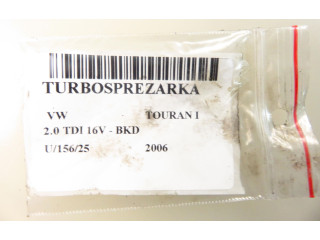 TURBOSPREZARKA
VW TOURAN I
2.0 TDI 16V - BKD
U/156/25 2006